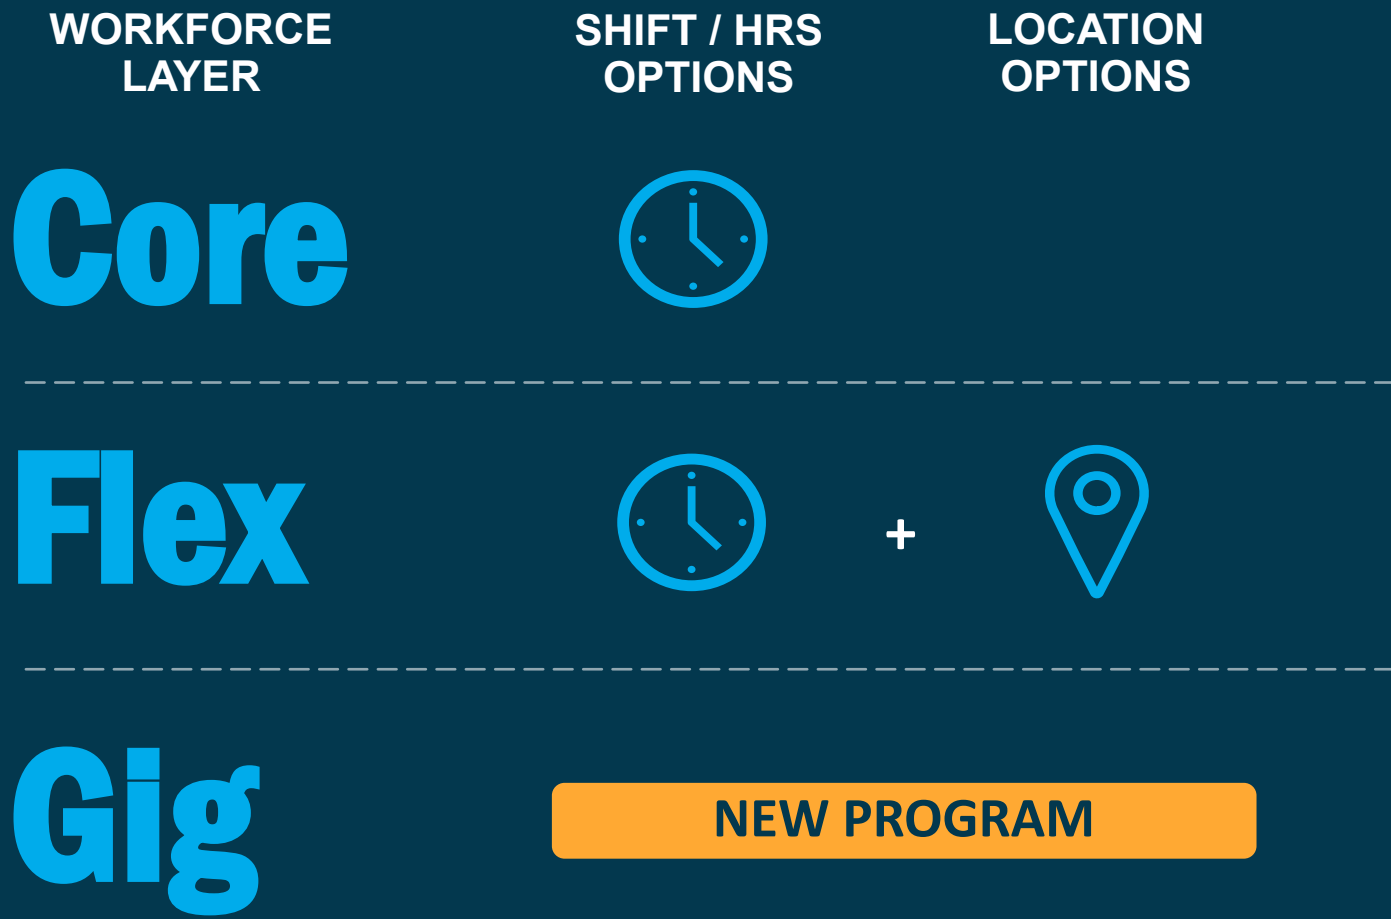 WORKFORCE
LAYER
SHIFT / HRS
OPTIONS
LOCATION
OPTIONS
Core
Flex
+
Gig
NEW PROGRAM